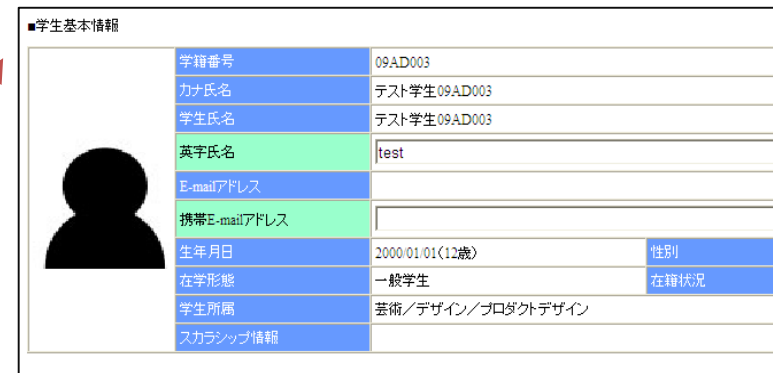 ■学生基本情報
学籍番号 09AD003
カナ氏名 テスト学生09AD003
学生氏名 テスト学生09AD003
英字氏名 test
E-mailアドレス
携帯E-mailアドレス
生年月日 2000/01/01(12歳) 性別
在学形態 一般学生 在籍状況
学生所属 芸術/デザイン/プロダクトデザイン
スカラシップ情報